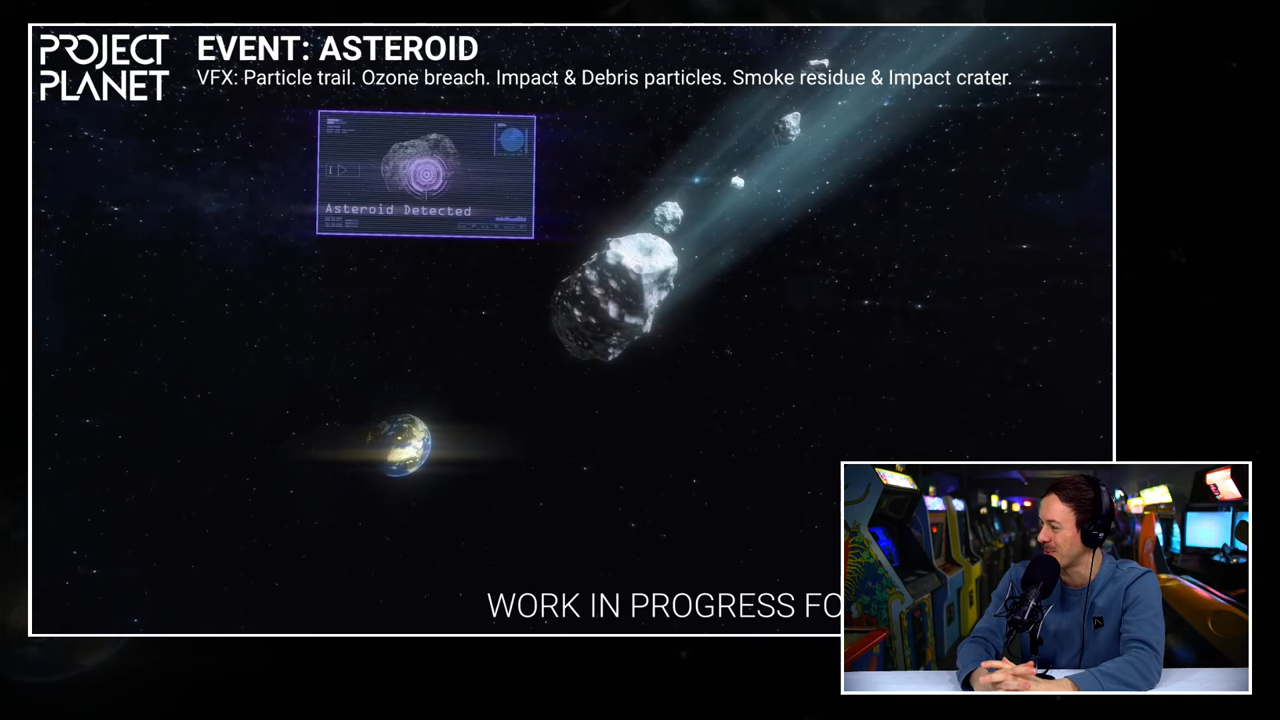 PROJECT
PLANET
EVENT: ASTEROID
VFX: Particle trail. Ozone breach. Impact & Debris particles. Smoke residue & Impact crater.
Asteroid Detected
WORK IN PROGRESS FO